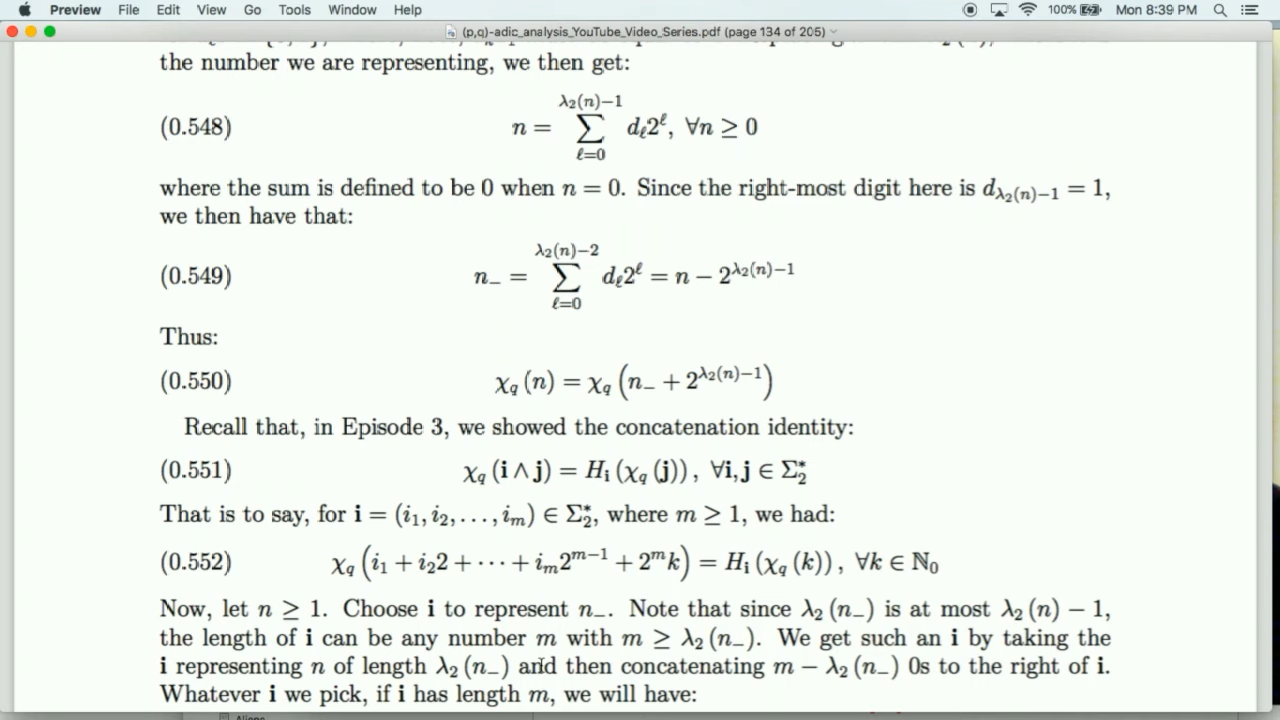 Preview File Edit View Go Tools Window Help 100% Mon 8:39 PM
(p,q)-adic_analysis_YouTube_Video_Series.pdf (page 134 of 205)
the number we are representing, we then get:
(0.548) n = ∑_{ℓ=0}^{λ₂(n)−1} d_ℓ 2^ℓ, ∀n ≥ 0
where the sum is defined to be 0 when n = 0. Since the right-most digit here is d_{λ₂(n)−1} = 1,
we then have that:
(0.549) n_− = ∑_{ℓ=0}^{λ₂(n)−2} d_ℓ 2^ℓ = n − 2^{λ₂(n)−1}
Thus:
(0.550) χ_q (n) = χ_q (n_− + 2^{λ₂(n)−1})
Recall that, in Episode 3, we showed the concatenation identity:
(0.551) χ_q (i ∧ j) = H_i (χ_q (j)), ∀i, j ∈ Σ₂*
That is to say, for i = (i₁, i₂, . . . , i_m) ∈ Σ₂*, where m ≥ 1, we had:
(0.552) χ_q (i₁ + i₂2 + · · · + i_m 2^{m−1} + 2^m k) = H_i (χ_q (k)), ∀k ∈ ℕ₀
Now, let n ≥ 1. Choose i to represent n_−. Note that since λ₂ (n_−) is at most λ₂ (n) − 1,
the length of i can be any number m with m ≥ λ₂ (n_−). We get such an i by taking the
i representing n of length λ₂ (n_−) and then concatenating m − λ₂ (n_−) 0s to the right of i.
Whatever i we pick, if i has length m, we will have: